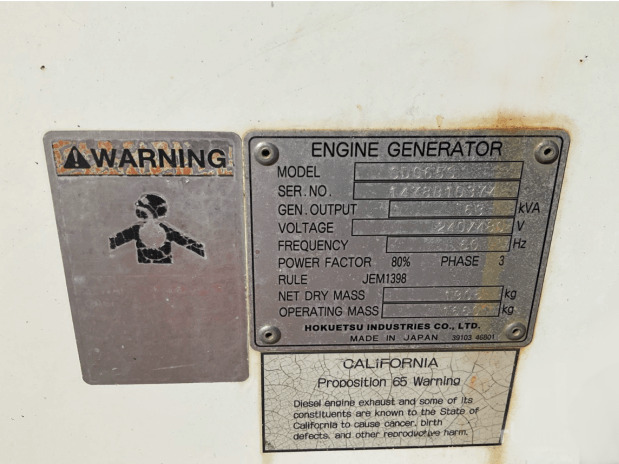 WARNING
ENGINE GENERATOR
MODEL
SER. NO.
GEN. OUTPUT kVA
VOLTAGE V
FREQUENCY Hz
POWER FACTOR 80% PHASE 3
RULE JEM1398
NET DRY MASS kg
OPERATING MASS kg
HOKUETSU INDUSTRIES CO., LTD.
MADE IN JAPAN 39103 46801
CALIFORNIA
Proposition 65 Warning
Diesel engine exhaust and some of its
constituents are known to the State of
California to cause cancer, birth
defects, and other reproductive harm.